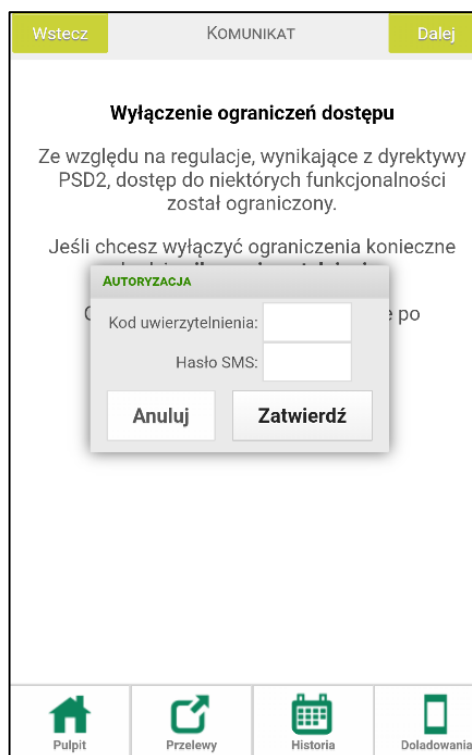 Wstecz
KOMUNIKAT
Dalej
Wyłączenie ograniczeń dostępu
Ze względu na regulacje, wynikające z dyrektywy
PSD2, dostęp do niektórych funkcjonalności
został ograniczony.
Jeśli chcesz wyłączyć ograniczenia konieczne
AUTORYZACJA
po
Kod uwierzytelnienia:
Hasło SMS:
Anuluj
Zatwierdź
Pulpit
Przelewy
Historia
Doladowania